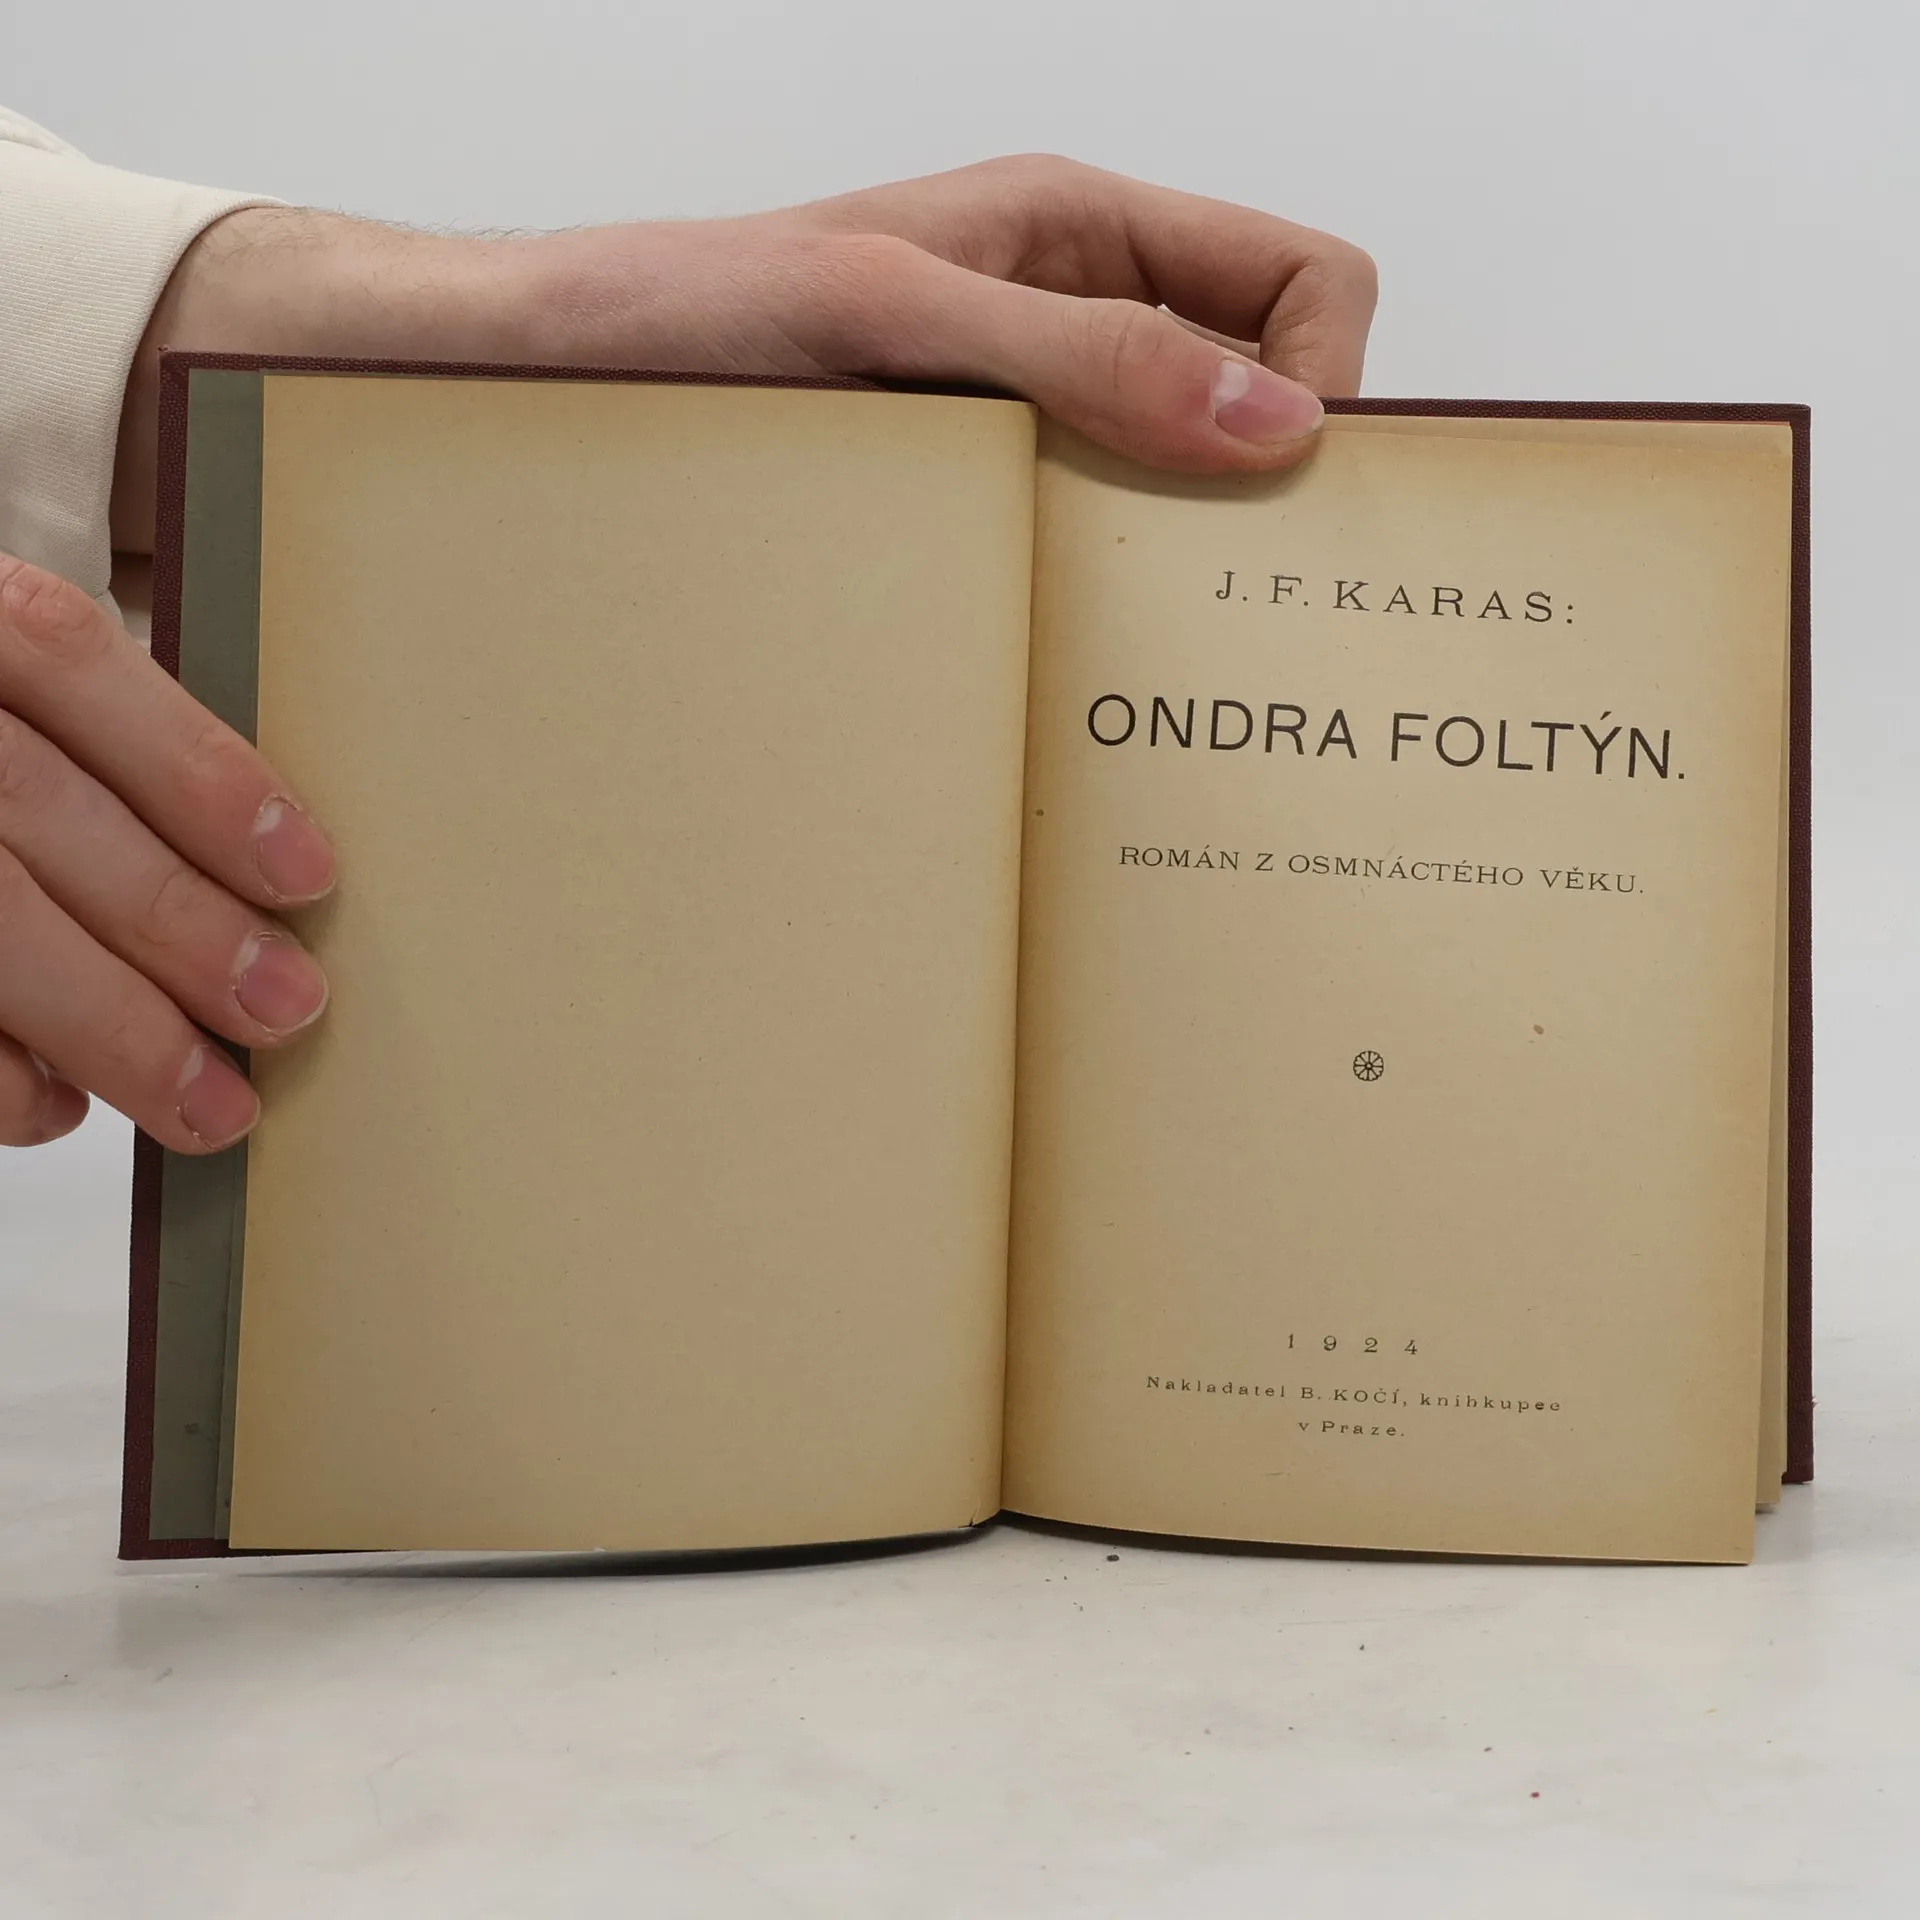 J. F. KARAS:
ONDRA FOLTÝN.
ROMÁN Z OSMNÁCTÉHO VĚKU.
1924
Nakladatel B. KOČÍ, knihkupec
v Praze.